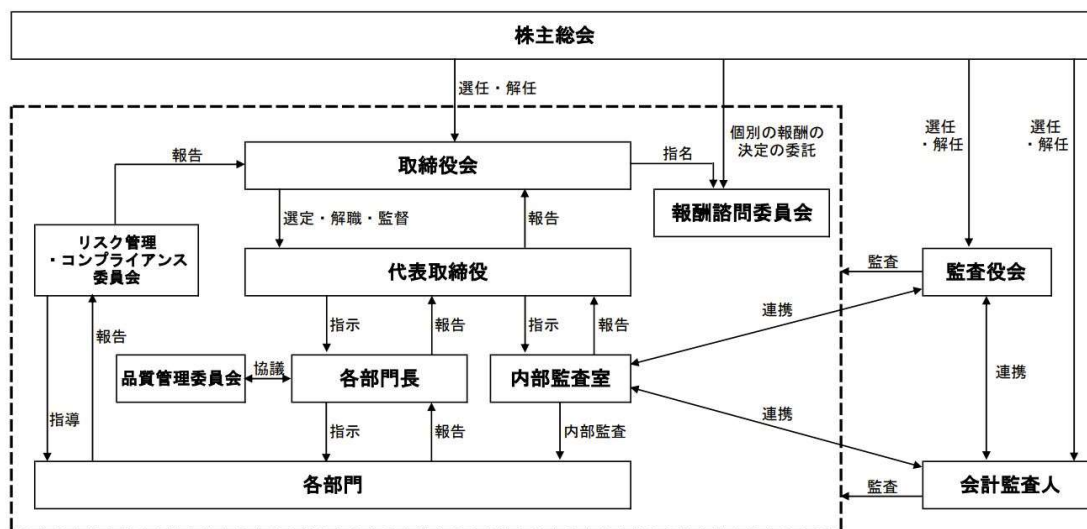 株主総会
選任・解任
個別の報酬の
決定の委託
選任
・解任
選任
・解任
報告
取締役会
指名
報酬諮問委員会
選定・解職・監督
報告
リスク管理
・コンプライアンス
委員会
代表取締役
監査
監査役会
指示
報告
指示
報告
連携
報告
品質管理委員会
協議
各部門長
内部監査室
連携
指導
指示
報告
内部監査
連携
各部門
監査
会計監査人